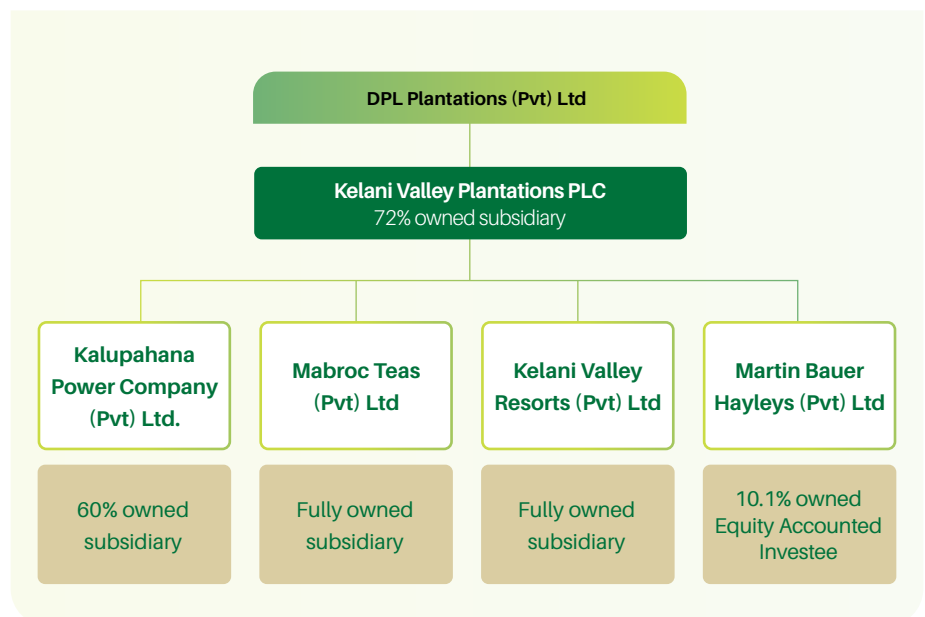 DPL Plantations (Pvt) Ltd
Kelani Valley Plantations PLC
72% owned subsidiary
Kalupahana
Power Company
(Pvt) Ltd.
Mabroc Teas
(Pvt) Ltd
Kelani Valley
Resorts (Pvt) Ltd
Martin Bauer
Hayleys (Pvt) Ltd
60% owned
subsidiary
Fully owned
subsidiary
Fully owned
subsidiary
10.1% owned
Equity Accounted
Investee